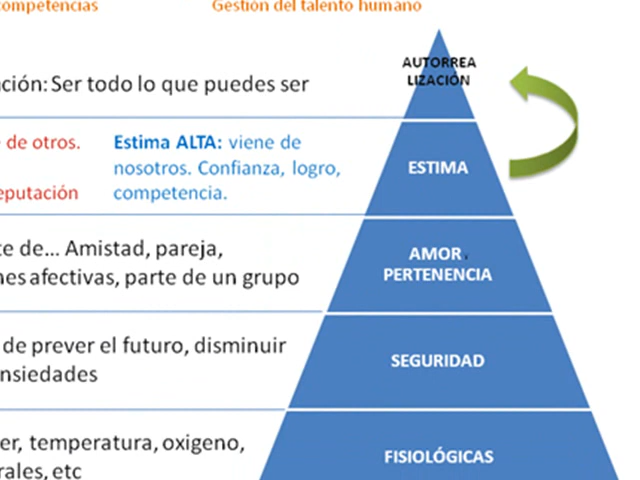 competencias
Gestión del talento humano
AUTORREA
LIZACIÓN
ción: Ser todo lo que puedes ser
de otros.
eputación
Estima ALTA: viene de
nosotros. Confianza, logro,
competencia.
ESTIMA
te de... Amistad, pareja,
nes afectivas, parte de un grupo
AMOR
PERTENENCIA
de prever el futuro, disminuir
nsiedades
SEGURIDAD
er, temperatura, oxigeno,
rales, etc
FISIOLÓGICAS